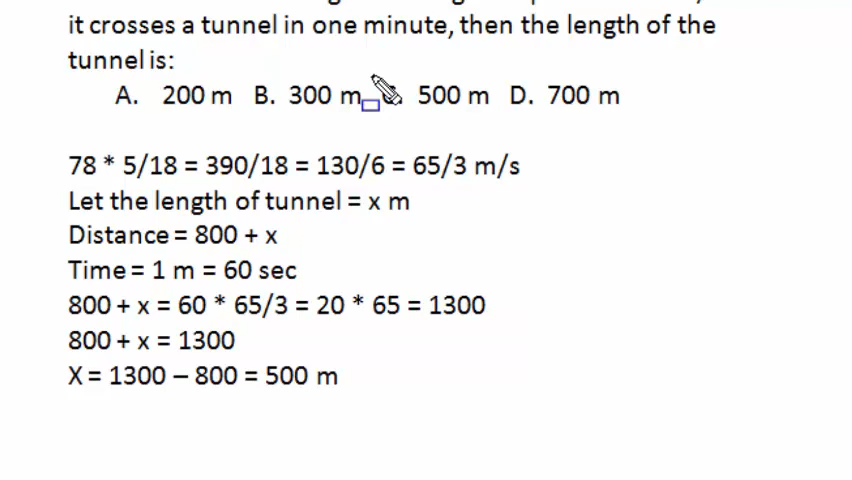 it crosses a tunnel in one minute, then the length of the
tunnel is:
A. 200 m B. 300 m 500 m D. 700 m
78 * 5/18 = 390/18 = 130/6 = 65/3 m/s
Let the length of tunnel = x m
Distance = 800 + x
Time = 1 m = 60 sec
800 + x = 60 * 65/3 = 20 * 65 = 1300
800 + x = 1300
X = 1300 – 800 = 500 m